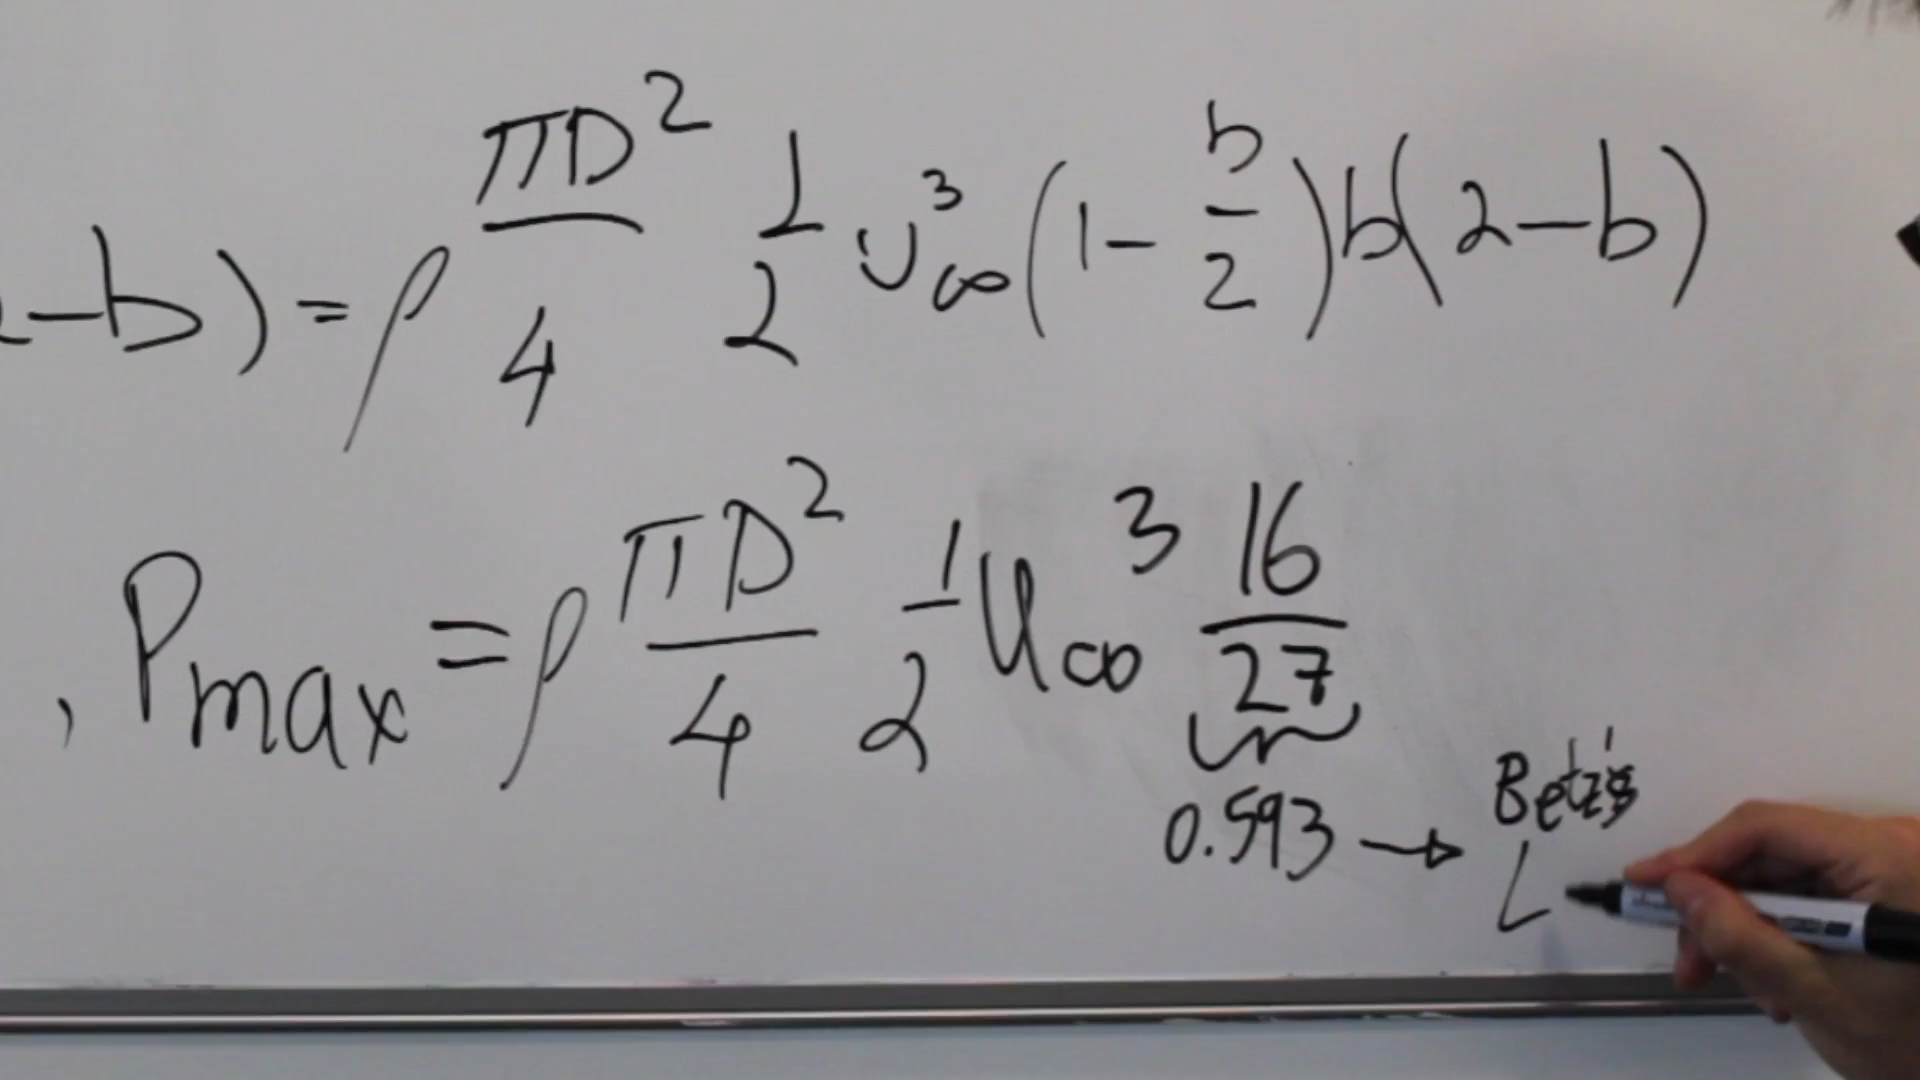 -b) = ρ πD²/4 1/2 U∞³ (1 - b/2) b(2-b)
, Pmax = ρ πD²/4 1/2 U∞³ 16/27
0.593 → Betz's
L